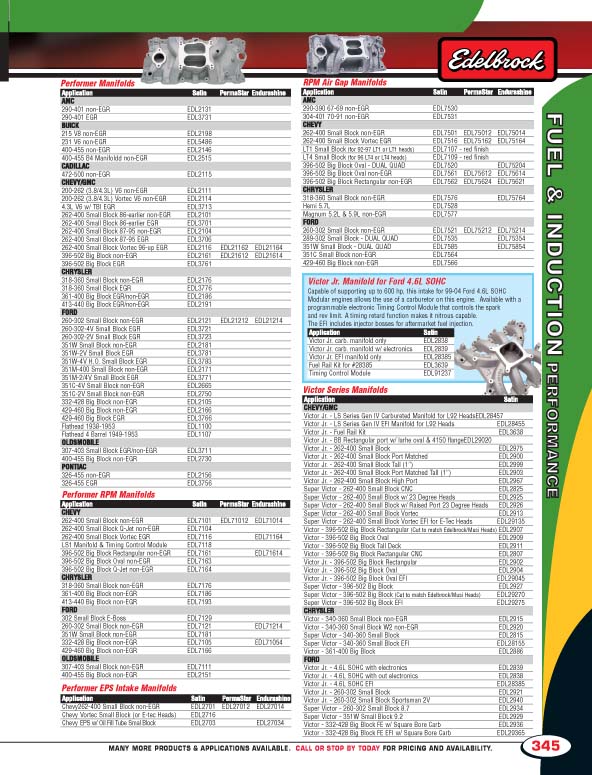 Edelbrock
Performer Manifolds
Application Satin PermaStar Endurashine
AMC
290-401 non-EGR EDL2131
290-401 EGR EDL3731
BUICK
215 V8 non-EGR EDL2198
231 V6 non-EGR EDL5486
400-455 non-EGR EDL2146
400-455 B4 Manifoldd non-EGR EDL2515
CADILLAC
472-500 non-EGR EDL2115
CHEVY/GMC
200-262 (3.8/4.3L) V6 non-EGR EDL2111
200-262 (3.8/4.3L) Vortec V6 non-EGR EDL2114
4.3L V6 w/ TBI EGR EDL3713
262-400 Small Block 86-earlier non-EGR EDL2101
262-400 Small Block 86-earlier EGR EDL3701
262-400 Small Block 87-95 non-EGR EDL2104
262-400 Small Block 87-95 EGR EDL3706
262-400 Small Block Vortec 96-up EGR EDL2116 EDL21162 EDL21164
396-502 Big Block non-EGR EDL2161 EDL21612 EDL21614
396-502 Big Block EGR EDL3761
CHRYSLER
318-360 Small Block non-EGR EDL2176
318-360 Small Block EGR EDL3776
361-400 Big Block EGR/non-EGR EDL2186
413-440 Big Block EGR/non-EGR EDL2191
FORD
260-302 Small Block non-EGR EDL2121 EDL21212 EDL21214
260-302-4V Small Block EGR EDL3721
260-302-2V Small Block EGR EDL3723
351W Small Block non-EGR EDL2181
351W-2V Small Block EGR EDL3781
351W-4V H.O. Small Block EGR EDL3783
351M-400 Small Block non-EGR EDL2171
351M-2/4V Small Block EGR EDL3771
351C-4V Small Block non-EGR EDL2665
351C-2V Small Block non-EGR EDL2750
332-428 Big Block non-EGR EDL2105
429-460 Big Block non-EGR EDL2166
429-460 Big Block EGR EDL3766
Flathead 1938-1953 EDL1100
Flathead 4 Barrel 1949-1953 EDL1107
OLDSMOBILE
307-403 Small Block EGR/non-EGR EDL3711
400-455 Big Block non-EGR EDL2730
PONTIAC
326-455 non-EGR EDL2156
326-455 EGR EDL3756
Performer RPM Manifolds
Application Satin PermaStar Endurashine
CHEVY
262-400 Small Block non-EGR EDL7101 EDL71012 EDL71014
262-400 Small Block Q-Jet non-EGR EDL7104
262-400 Small Block Vortec EGR EDL7116 EDL71164
LS1 Manifold & Timing Control Module EDL7118
396-502 Big Block Rectangular non-EGR EDL7161 EDL71614
396-502 Big Block Oval non-EGR EDL7163
396-502 Big Block Q-Jet non-EGR EDL7164
CHRYSLER
318-360 Small Block non-EGR EDL7176
361-400 Big Block non-EGR EDL7186
413-440 Big Block non-EGR EDL7193
FORD
302 Small Block E-Boss EDL7129
260-302 Small Block non-EGR EDL7121 EDL71214
351W Small Block non-EGR EDL7181
332-428 Big Block non-EGR EDL7105 EDL71054
429-460 Big Block non-EGR EDL7166
OLDSMOBILE
307-403 Small Block non-EGR EDL7111
400-455 Big Block non-EGR EDL2151
Performer EPS Intake Manifolds
Application Satin PermaStar Endurashine
Chevy262-400 Small Block non-EGR EDL2701 EDL27012 EDL27014
Chevy Vortec Small Block (or E-tec Heads) EDL2716
Chevy EPS w/ Oil Fill Tube Smal Block EDL2703 EDL27034
RPM Air Gap Manifolds
Application Satin PermaStar Endurashine
AMC
290-390 67-69 non-EGR EDL7530
304-401 70-91 non-EGR EDL7531
CHEVY
262-400 Small Block non-EGR EDL7501 EDL75012 EDL75014
262-400 Small Block Vortec EGR EDL7516 EDL75162 EDL75164
LT1 Small Block (for 92-97 LT1 or LT1 heads) EDL7107 - red finish
LT4 Small Block (for 96 LT4 or LT4 heads) EDL7109 - red finish
262-400 Small Block - DUAL QUAD EDL7520 EDL75204
396-502 Big Block Oval non-EGR EDL7561 EDL75612 EDL75614
396-502 Big Block Rectangular non-EGR EDL7562 EDL75624 EDL75621
CHRYSLER
318-360 Small Block non-EGR EDL7576 EDL75764
Hemi 5.7L EDL7528
Magnum 5.2L & 5.9L non-EGR EDL7577
FORD
260-302 Small Block non-EGR EDL7521 EDL75212 EDL75214
289-302 Small Block - DUAL QUAD EDL7535 EDL75354
351W Small Block - DUAL QUAD EDL7585 EDL75854
351C Small Block non-EGR EDL7564
429-460 Big Block non-EGR EDL7566
Victor Jr. Manifold for Ford 4.6L SOHC
Capable of supporting up to 600 hp, this intake for 99-04 Ford 4.6L SOHC
Modular engines allows the use of a carburetor on this engine. Available with a
programmable electronic Timing Control Module that controls the spark
and rev limit. A timing retard function makes it nitrous capable.
The EFI includes injector bosses for aftermarket fuel injection.
Application Satin
Victor Jr. carb. manifold only EDL2838
Victor Jr. carb. manifold w/ electronics EDL2839
Victor Jr. EFI manifold only EDL28385
Fuel Rail Kit for #28385 EDL3639
Timing Control Module EDL91237
Victor Series Manifolds
Application Satin
CHEVY/GMC
Victor Jr. - LS Series Gen IV Carbureted Manifold for L92 HeadsEDL28457
Victor Jr. - LS Series Gen IV EFI Manifold for L92 Heads EDL28455
Victor Jr. - Fuel Rail Kit EDL3638
Victor Jr. - BB Rectangular port w/ larhe oval & 4150 flangeEDL29020
Victor Jr. - 262-400 Small Block EDL2975
Victor Jr. - 262-400 Small Block Port Matched EDL2900
Victor Jr. - 262-400 Small Block Tall (1") EDL2999
Victor Jr. - 262-400 Small Block Port Matched Tall (1") EDL2903
Victor Jr. - 262-400 Small Block High Port EDL2967
Super Victor - 262-400 Small Block CNC EDL2825
Super Victor - 262-400 Small Block w/ 23 Degree Heads EDL2925
Super Victor - 262-400 Small Block w/ Raised Port 23 Degree Heads EDL2926
Super Victor - 262-400 Small Block Vortec EDL2913
Super Victor - 262-400 Small Block Vortec EFI for E-Tec Heads EDL29135
Victor - 396-502 Big Block Rectangular (Cut to match Edelbrock/Musi Heads) EDL2907
Victor - 396-502 Big Block Oval EDL2909
Victor - 396-502 Big Block Tall Deck EDL2911
Victor - 396-502 Big Block Rectangular CNC EDL2807
Victor Jr. - 396-502 Big Block Rectangular EDL2902
Victor Jr. - 396-502 Big Block Oval EDL2904
Victor Jr. - 396-502 Big Block Oval EFI EDL29045
Super Victor - 396-502 Big Block EDL2927
Super Victor - 396-502 Big Block (Cut to match Edelbrock/Musi Heads) EDL29270
Super Victor - 396-502 Big Block EFI EDL29275
CHRYSLER
Victor - 340-360 Small Block non-EGR EDL2915
Victor - 340-360 Small Block W2 non-EGR EDL2920
Super Victor - 340-360 Small Block EDL2815
Super Victor - 340-360 Small Block EFI EDL28155
Victor - 361-400 Big Block EDL2886
FORD
Victor Jr. - 4.6L SOHC with electronics EDL2839
Victor Jr. - 4.6L SOHC with out electronics EDL2838
Victor Jr. - 4.6L SOHC EFI EDL28385
Victor Jr. - 260-302 Small Block EDL2921
Victor Jr. - 260-302 Small Block Sportsman 2V EDL2940
Super Victor - 260-302 Small Block 8.7 EDL2934
Super Victor - 351W Small Block 9.2 EDL2929
Victor - 332-428 Big Block FE w/ Square Bore Carb EDL2936
Victor - 332-428 Big Block FE EFI w/ Square Bore Carb EDL29365
FUEL & INDUCTION PERFORMANCE
MANY MORE PRODUCTS & APPLICATIONS AVAILABLE. CALL OR STOP BY TODAY FOR PRICING AND AVAILABILITY.
345